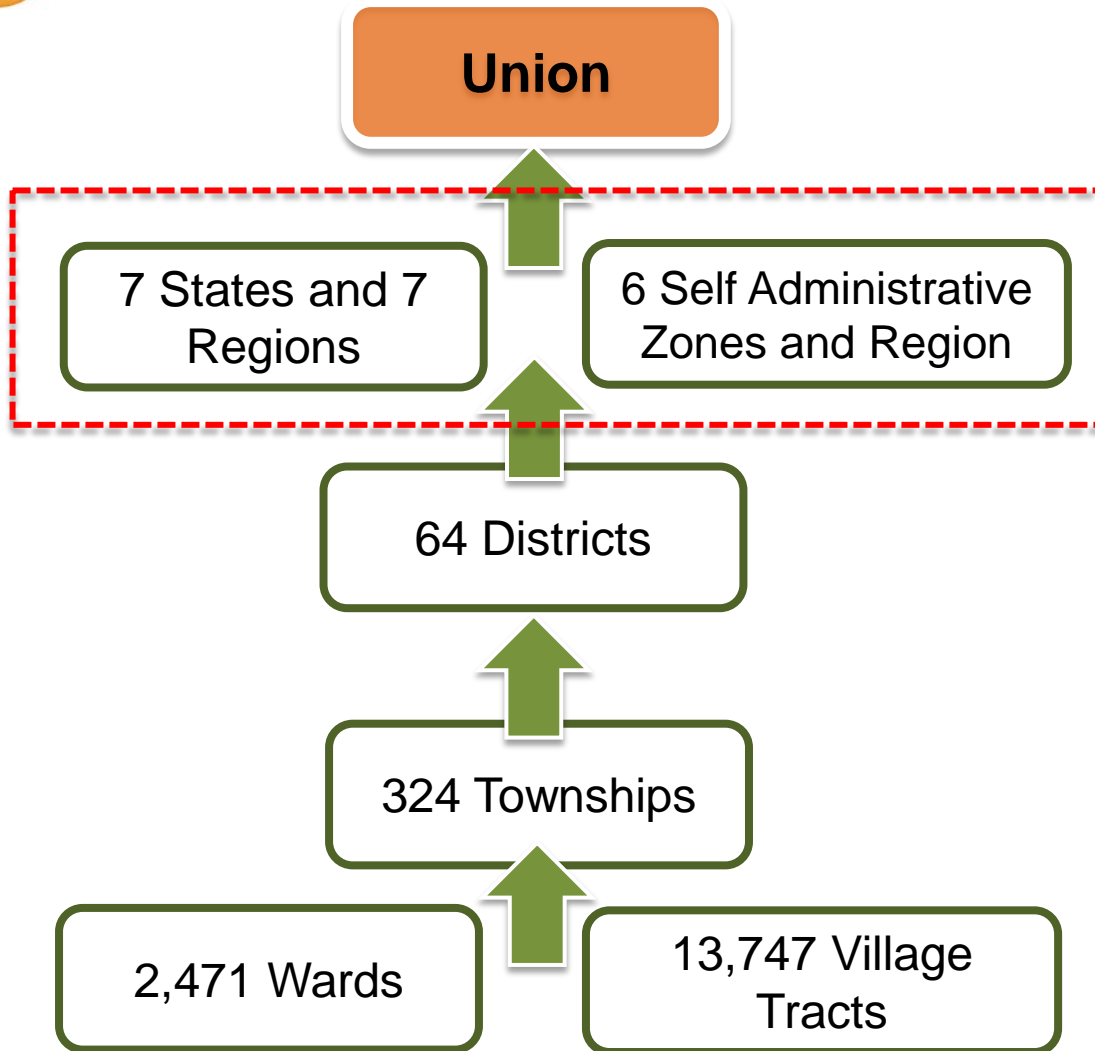 Union
7 States and 7
Regions
6 Self Administrative
Zones and Region
64 Districts
324 Townships
2,471 Wards
13,747 Village
Tracts